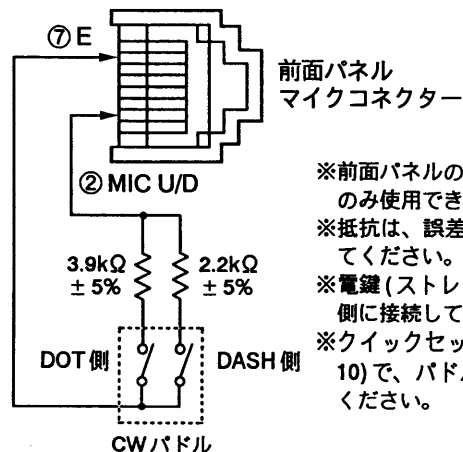 ⑦ E
前面パネル
マイクコネクター
② MIC U/D
3.9kΩ
± 5%
2.2kΩ
± 5%
DOT側
DASH側
CWパドル
※前面パネルの
のみ使用でき
※抵抗は、誤差
てください。
※電鍵(ストレ
側に接続して
※クイックセッ
10)で、パド
ください。